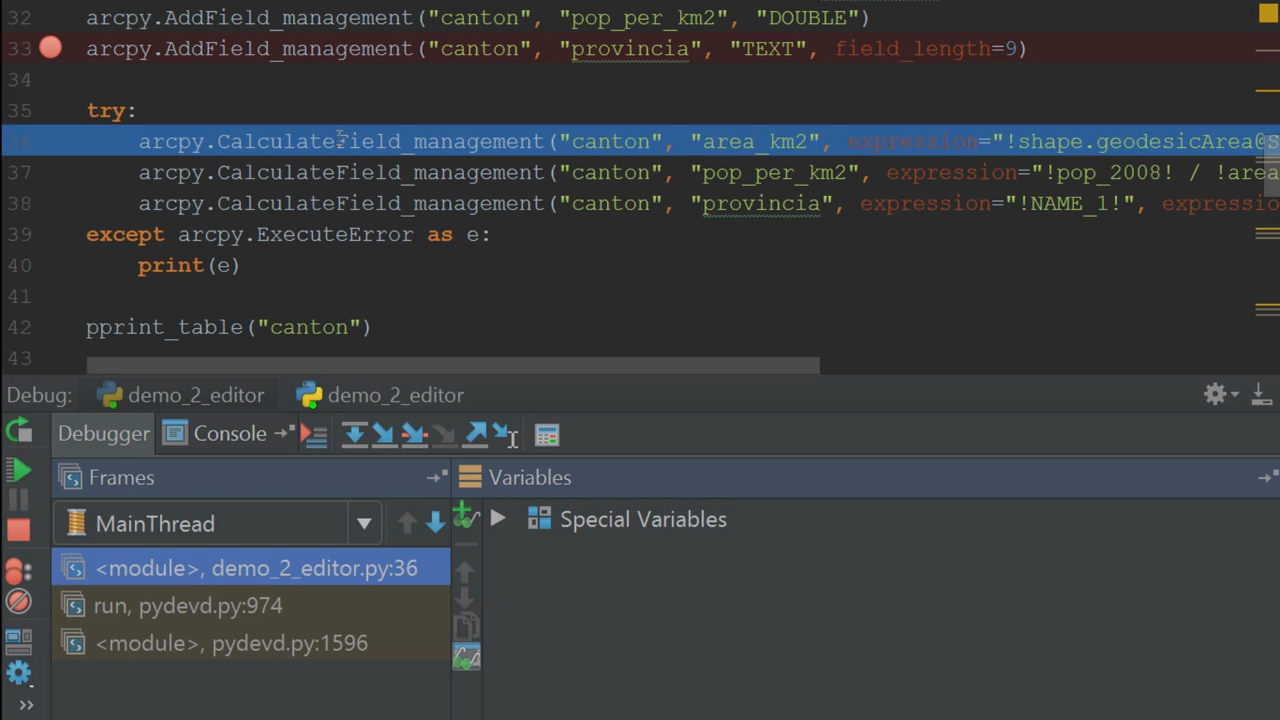 32 arcpy.AddField_management("canton", "pop_per_km2", "DOUBLE")
33 arcpy.AddField_management("canton", "provincia", "TEXT", field_length=9)
34
35 try:
36 arcpy.CalculateField_management("canton", "area_km2", expression="!shape.geodesicArea@s
37 arcpy.CalculateField_management("canton", "pop_per_km2", expression="!pop_2008! / !area
38 arcpy.CalculateField_management("canton", "provincia", expression="!NAME_1!", expressio
39 except arcpy.ExecuteError as e:
40 print(e)
41
42 pprint_table("canton")
43
Debug: demo_2_editor demo_2_editor
Debugger Console
Frames Variables
MainThread Special Variables
<module>, demo_2_editor.py:36
run, pydevd.py:974
<module>, pydevd.py:1596